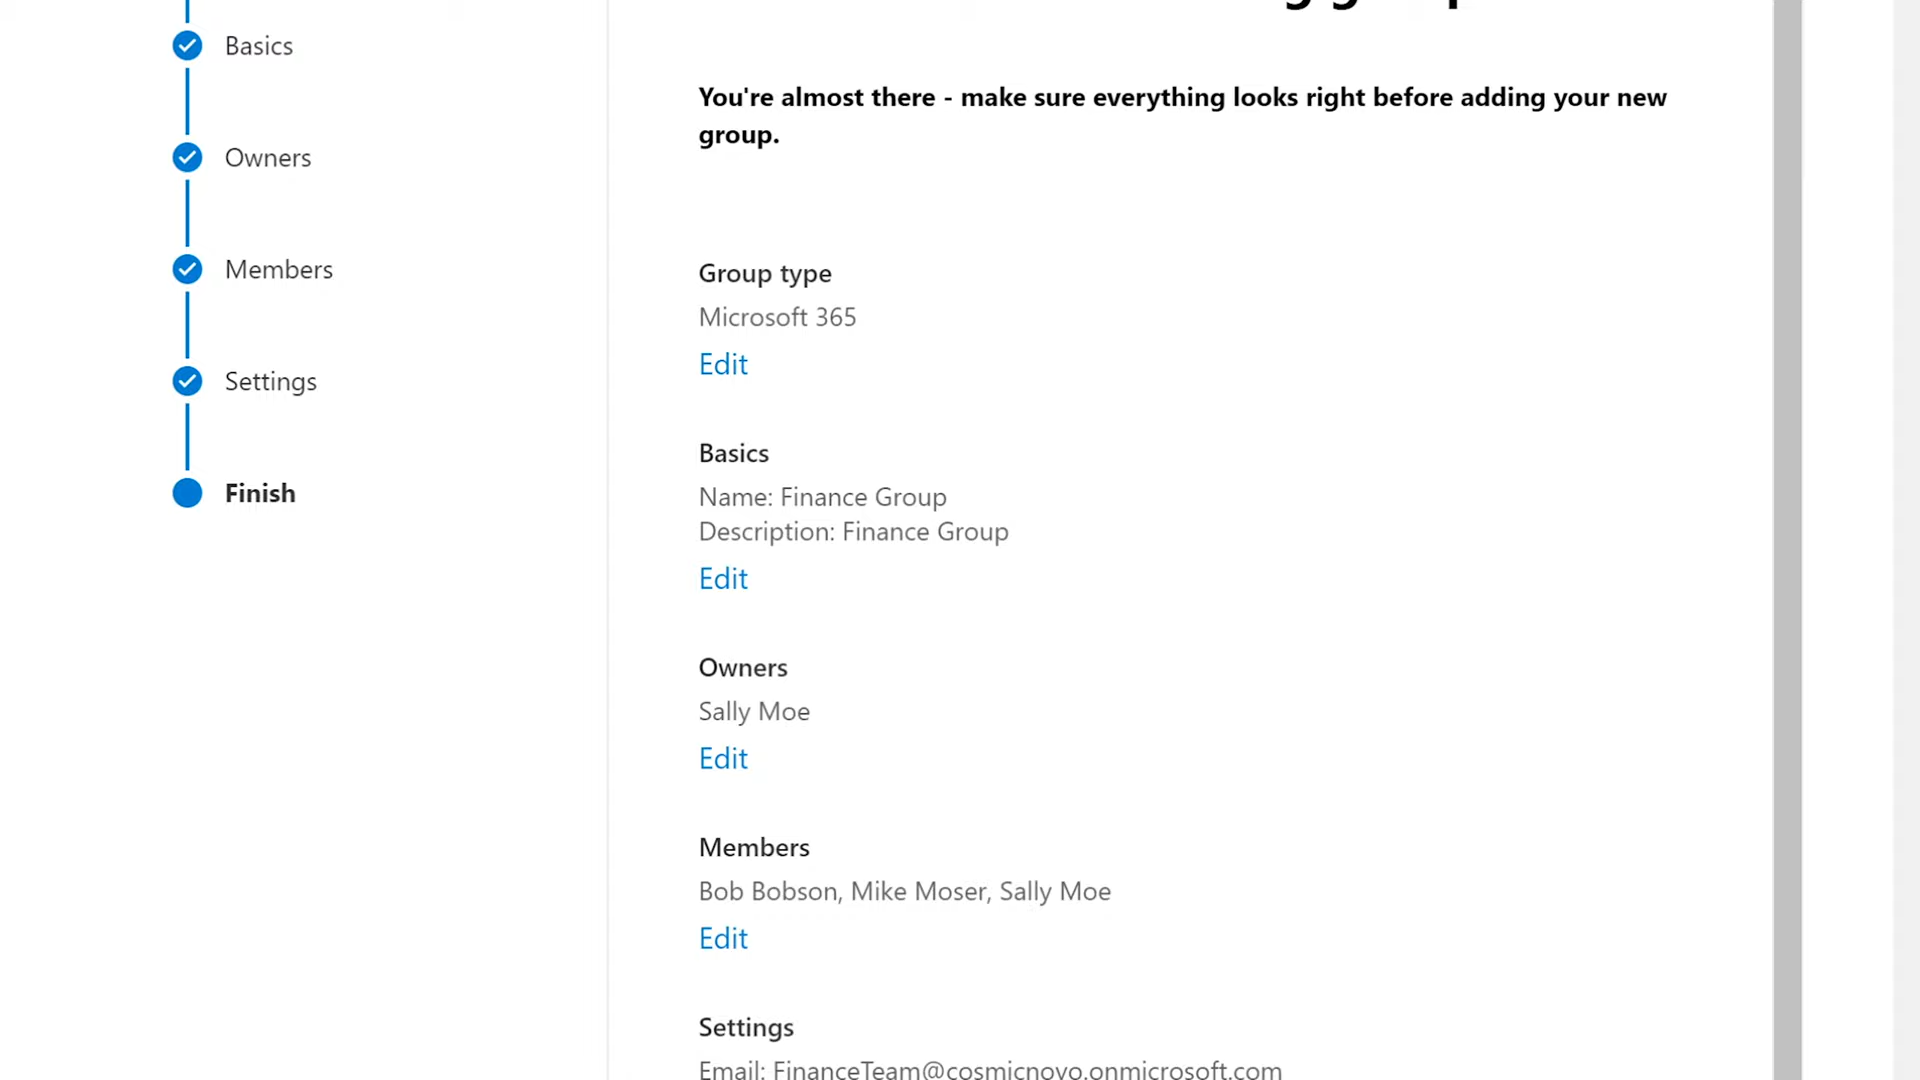 Basics
Owners
Members
Settings
Finish
You're almost there - make sure everything looks right before adding your new
group.
Group type
Microsoft 365
Edit
Basics
Name: Finance Group
Description: Finance Group
Edit
Owners
Sally Moe
Edit
Members
Bob Bobson, Mike Moser, Sally Moe
Edit
Settings
Email: FinanceTeam@cosmicnovo.onmicrosoft.com